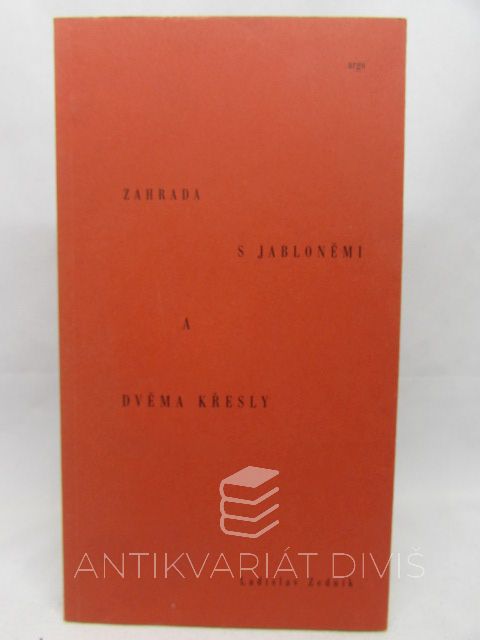 argo
ZAHRADA
S JABLONĚMI
A
DVĚMA KŘESLY
ANTIKVARIÁT DIVIŠ
Ladislav Zedník